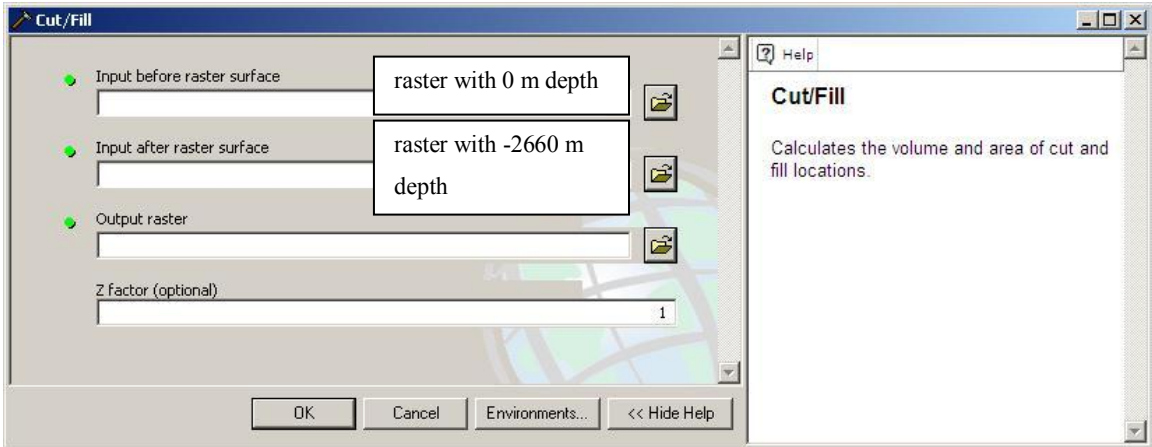 Cut/Fill
Input before raster surface
raster with 0 m depth
Input after raster surface
raster with -2660 m
depth
Output raster
Z factor (optional)
1
OK
Cancel
Environments...
<< Hide Help
Help
Cut/Fill
Calculates the volume and area of cut and
fill locations.